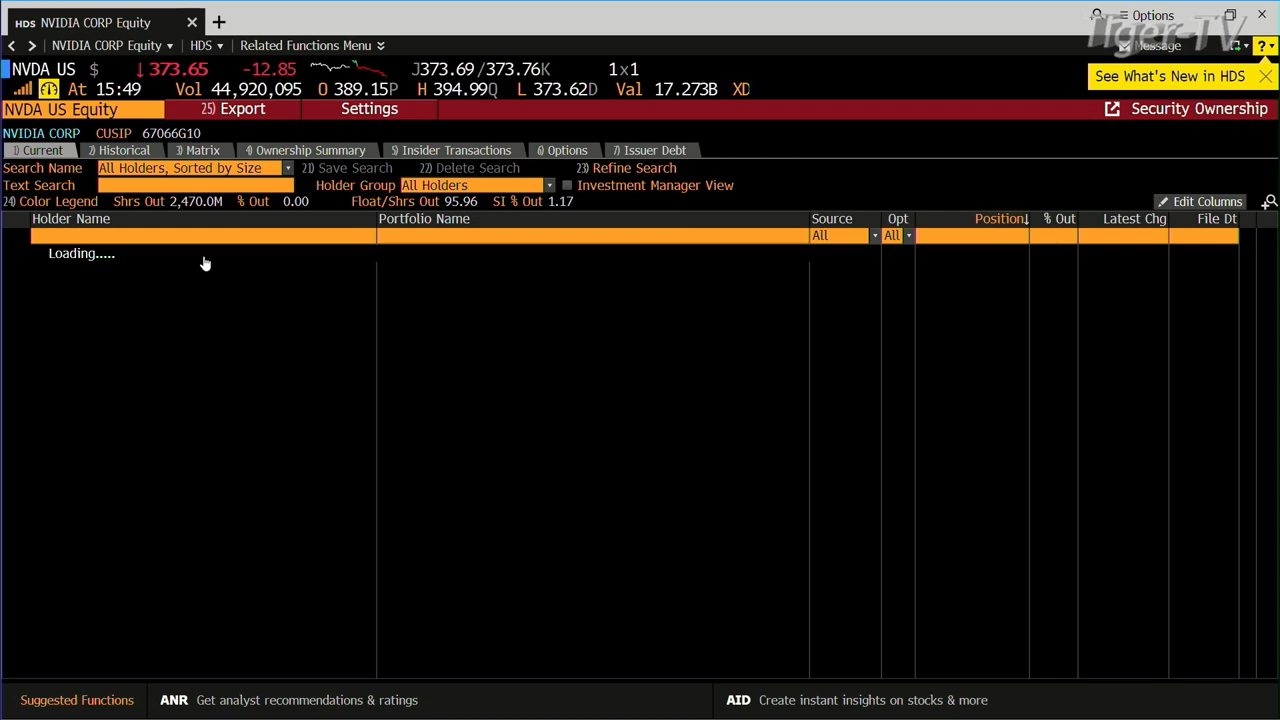 HDS NVIDIA CORP Equity × +
Options
< > NVIDIA CORP Equity HDS Related Functions Menu Message ?
Tiger-TV
NVDA US $ ↓373.65 -12.85 J373.69/373.76K 1x1
See What's New in HDS ×
At 15:49 Vol 44,920,095 O 389.15P H 394.99Q L 373.62D Val 17.273B XD
NVDA US Equity 25) Export Settings Security Ownership
NVIDIA CORP CUSIP 67066G10
1) Current 2) Historical 3) Matrix 4) Ownership Summary 5) Insider Transactions 6) Options 7) Issuer Debt
Search Name All Holders, Sorted by Size 21) Save Search 22) Delete Search 23) Refine Search
Text Search Holder Group All Holders Investment Manager View
24) Color Legend Shrs Out 2,470.0M % Out 0.00 Float/Shrs Out 95.96 SI % Out 1.17 Edit Columns
Holder Name Portfolio Name Source Opt Position↓ % Out Latest Chg File Dt
All All
Loading.....
Suggested Functions ANR Get analyst recommendations & ratings AID Create instant insights on stocks & more